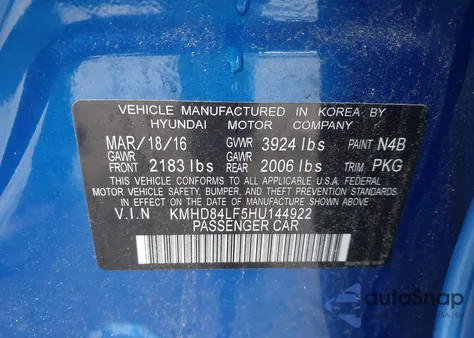 VEHICLE MANUFACTURED IN KOREA BY
HYUNDAI MOTOR COMPANY
MAR/18/16 GVWR 3924 lbs PAINT N4B
GAWR GAWR
FRONT 2183 lbs REAR 2006 lbs TRIM PKG
THIS VEHICLE CONFORMS TO ALL APPLICABLE FEDERAL
MOTOR VEHICLE SAFETY, BUMPER, AND THEFT PREVENTION STANDARDS
IN EFFECT ON THE DATE OF MANUFACTURE SHOWN ABOVE.
V.I.N KMHD84LF5HU144922
PASSENGER CAR
autoSnap